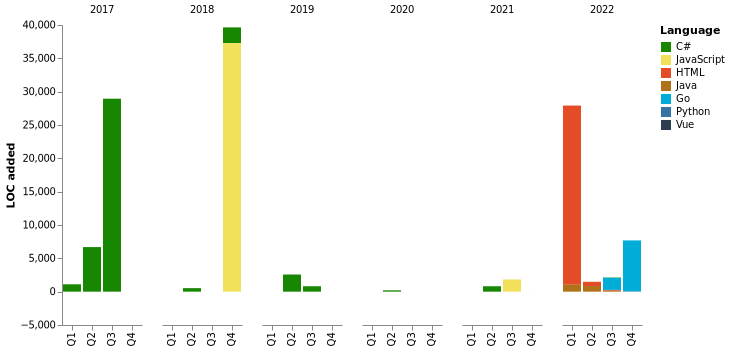 2017 2018 2019 2020 2021 2022
Language
C#
JavaScript
HTML
Java
Go
Python
Vue
LOC added
40,000
35,000
30,000
25,000
20,000
15,000
10,000
5,000
0
−5,000
Q1 Q2 Q3 Q4 Q1 Q2 Q3 Q4 Q1 Q2 Q3 Q4 Q1 Q2 Q3 Q4 Q1 Q2 Q3 Q4 Q1 Q2 Q3 Q4